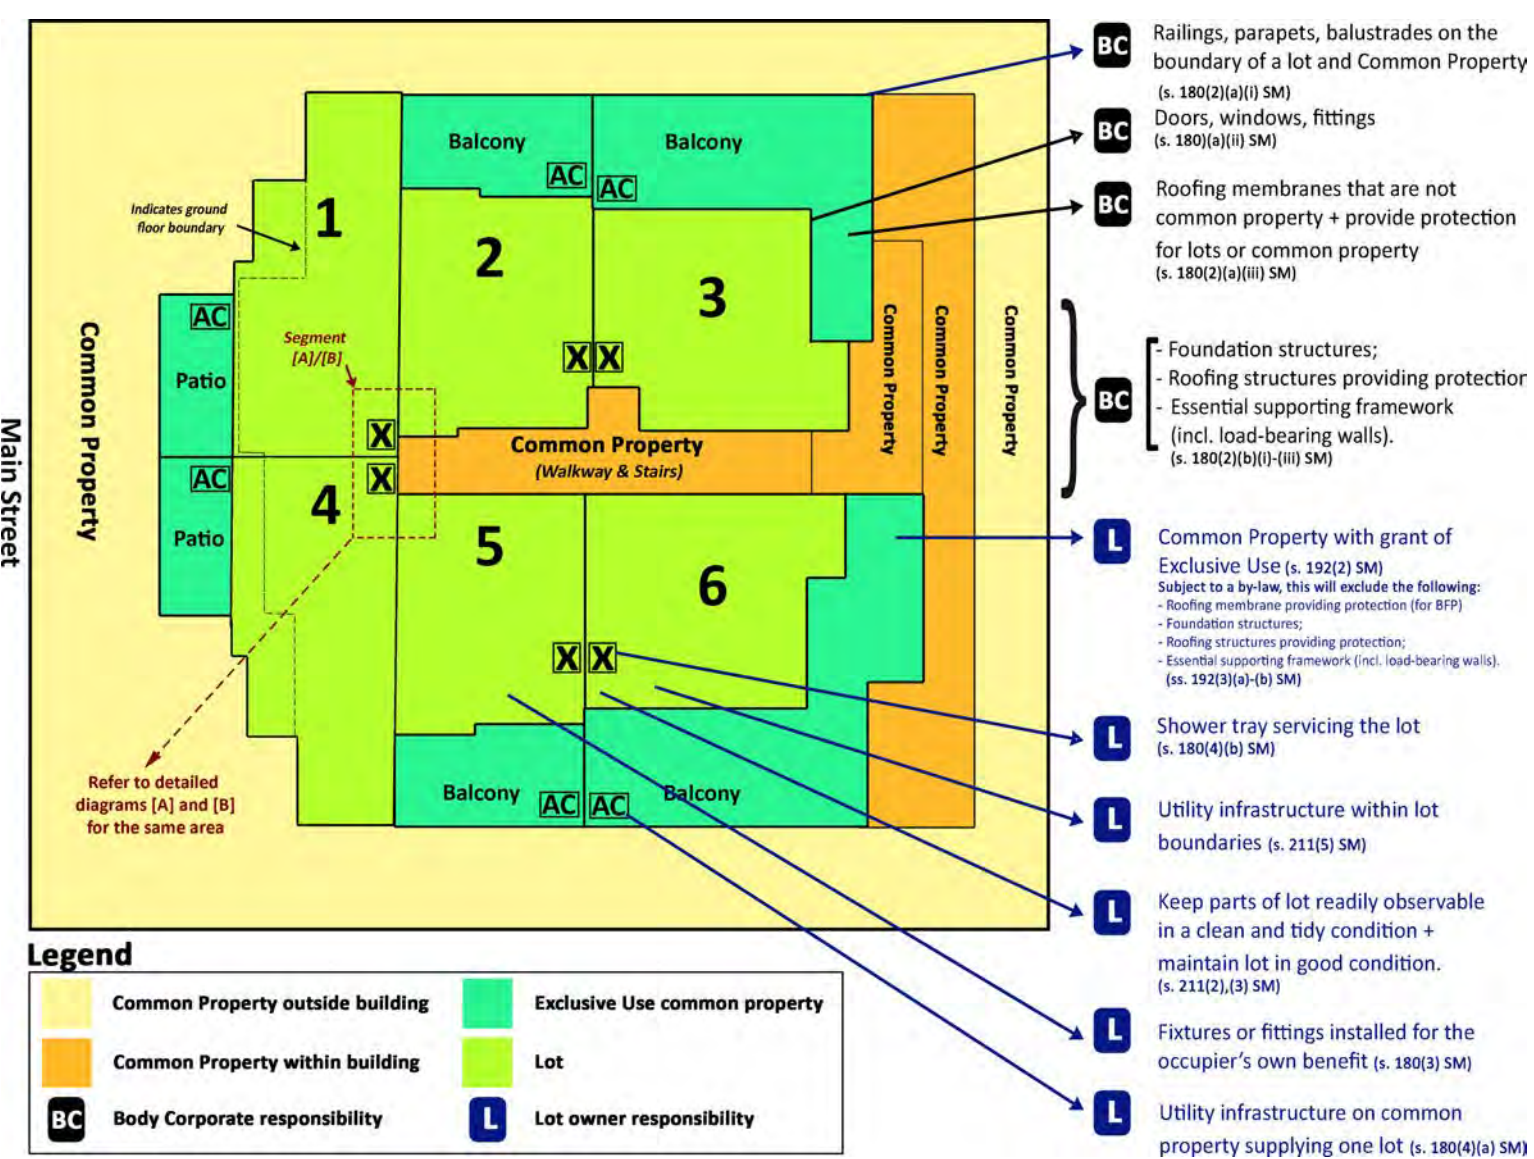 Main Street
Common Property
Indicates ground
floor boundary
1
Balcony
AC
Balcony
AC
2
3
AC
Patio
Segment
[A]/[B]
X
X
X
X
Common Property
(Walkway & Stairs)
Common Property
Common Property
Common Property
AC
Patio
4
5
6
X
X
Refer to detailed
diagrams [A] and [B]
for the same area
Balcony
AC
AC
Balcony
BC
Railings, parapets, balustrades on the
boundary of a lot and Common Property
(s. 180(2)(a)(i) SM)
BC
Doors, windows, fittings
(s. 180)(a)(ii) SM)
BC
Roofing membranes that are not
common property + provide protection
for lots or common property
(s. 180(2)(a)(iii) SM)
BC
- Foundation structures;
- Roofing structures providing protection
- Essential supporting framework
(incl. load-bearing walls).
(s. 180(2)(b)(i)-(iii) SM)
L
Common Property with grant of
Exclusive Use (s. 192(2) SM)
Subject to a by-law, this will exclude the following:
- Roofing membrane providing protection (for BFP)
- Foundation structures;
- Roofing structures providing protection;
- Essential supporting framework (incl. load-bearing walls).
(ss. 192(3)(a)-(b) SM)
L
Shower tray servicing the lot
(s. 180(4)(b) SM)
L
Utility infrastructure within lot
boundaries (s. 211(5) SM)
L
Keep parts of lot readily observable
in a clean and tidy condition +
maintain lot in good condition.
(s. 211(2),(3) SM)
L
Fixtures or fittings installed for the
occupier's own benefit (s. 180(3) SM)
L
Utility infrastructure on common
property supplying one lot (s. 180(4)(a) SM)
Legend
Common Property outside building
Exclusive Use common property
Common Property within building
Lot
BC
Body Corporate responsibility
L
Lot owner responsibility